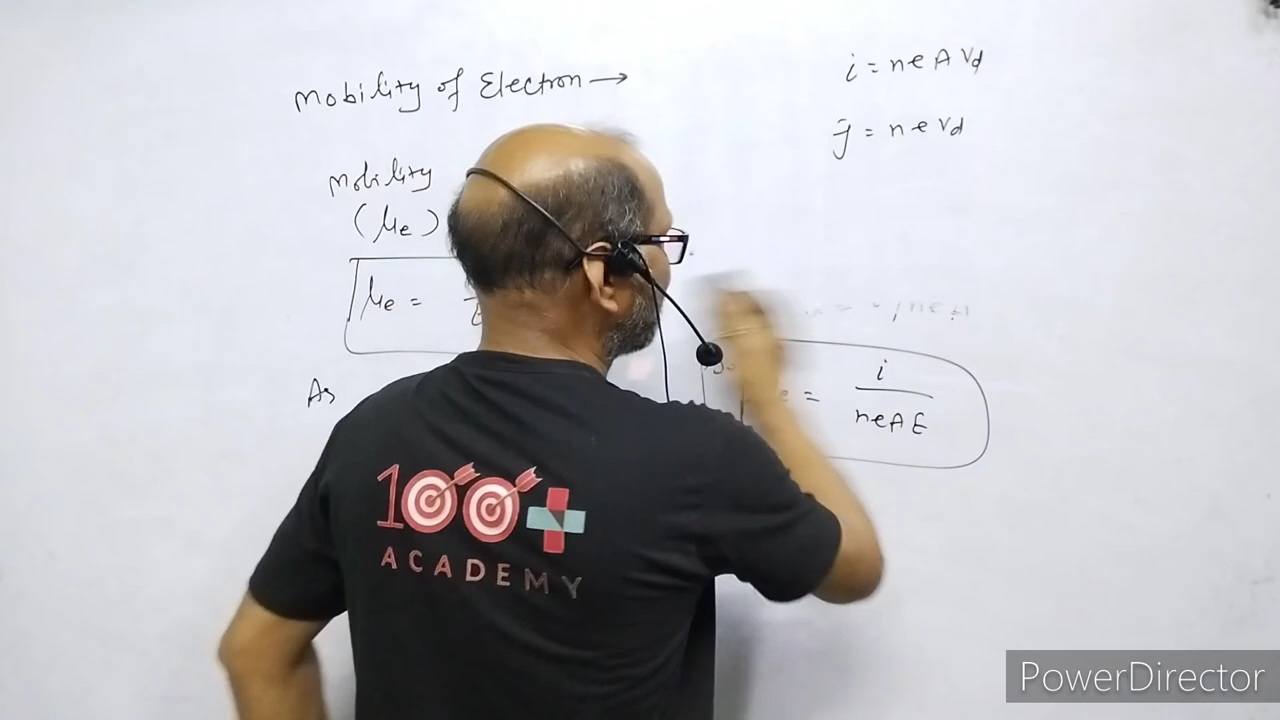 Mobility of Electron →
i = neAVd
j = neVd
Mobility
(μe)
μe =
As
= i / neAE
100+
ACADEMY
PowerDirector